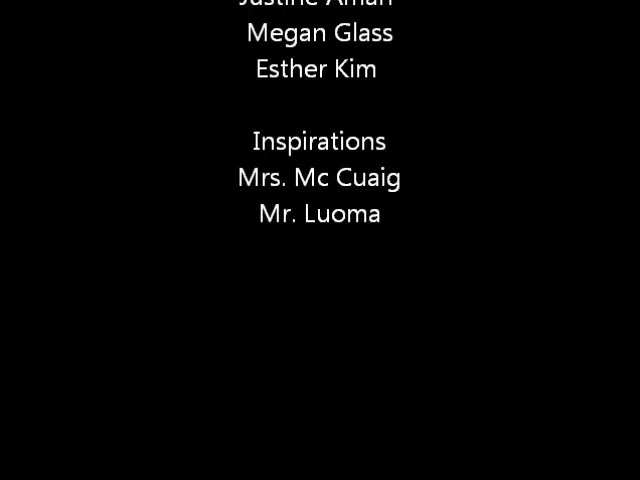 Megan Glass
Esther Kim
Inspirations
Mrs. Mc Cuaig
Mr. Luoma